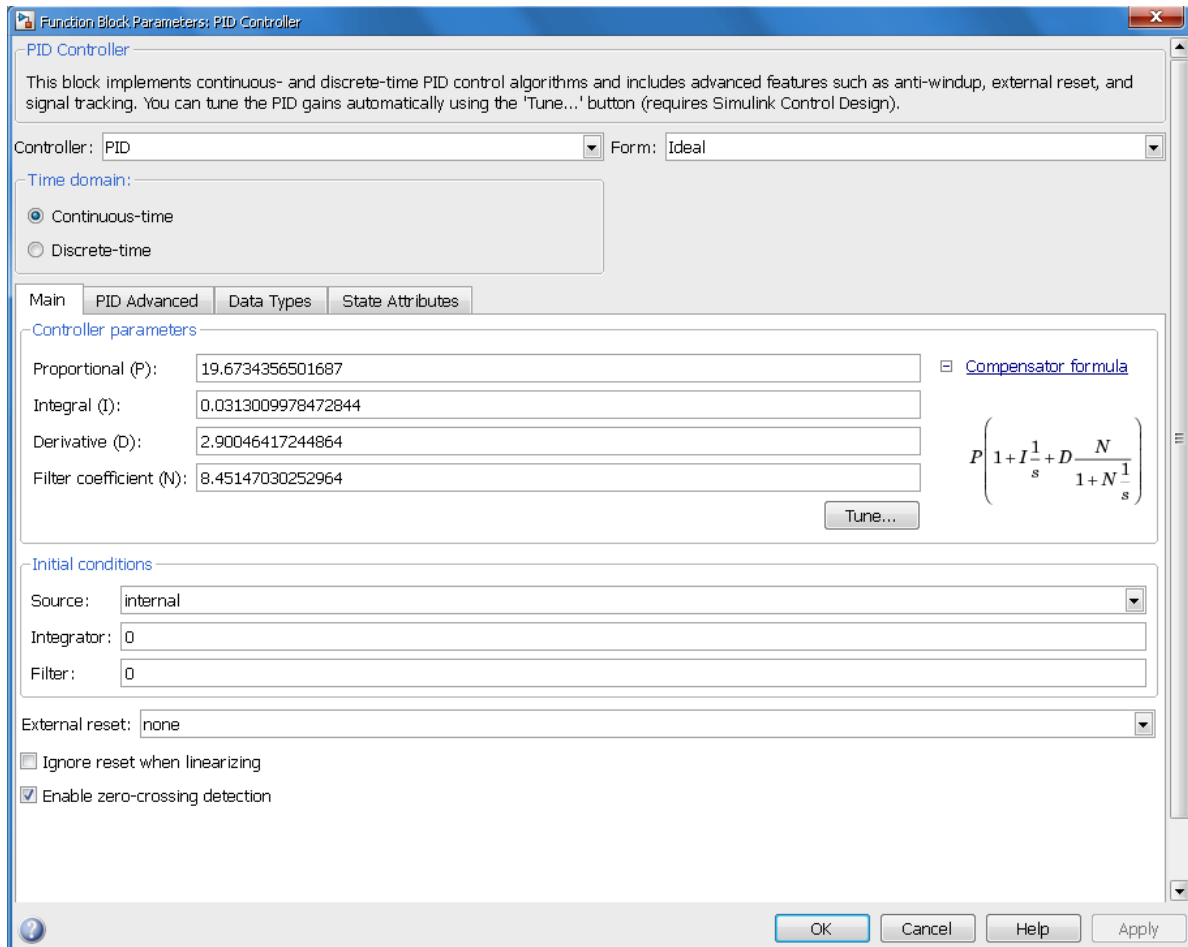 Function Block Parameters: PID Controller
PID Controller
This block implements continuous- and discrete-time PID control algorithms and includes advanced features such as anti-windup, external reset, and
signal tracking. You can tune the PID gains automatically using the 'Tune...' button (requires Simulink Control Design).
Controller: PID Form: Ideal
Time domain:
Continuous-time
Discrete-time
Main PID Advanced Data Types State Attributes
Controller parameters
Proportional (P): 19.6734356501687
Compensator formula
Integral (I): 0.0313009978472844
Derivative (D): 2.90046417244864
Filter coefficient (N): 8.45147030252964
P(1+I 1/s + D N/(1+N 1/s))
Tune...
Initial conditions
Source: internal
Integrator: 0
Filter: 0
External reset: none
Ignore reset when linearizing
Enable zero-crossing detection
OK Cancel Help Apply